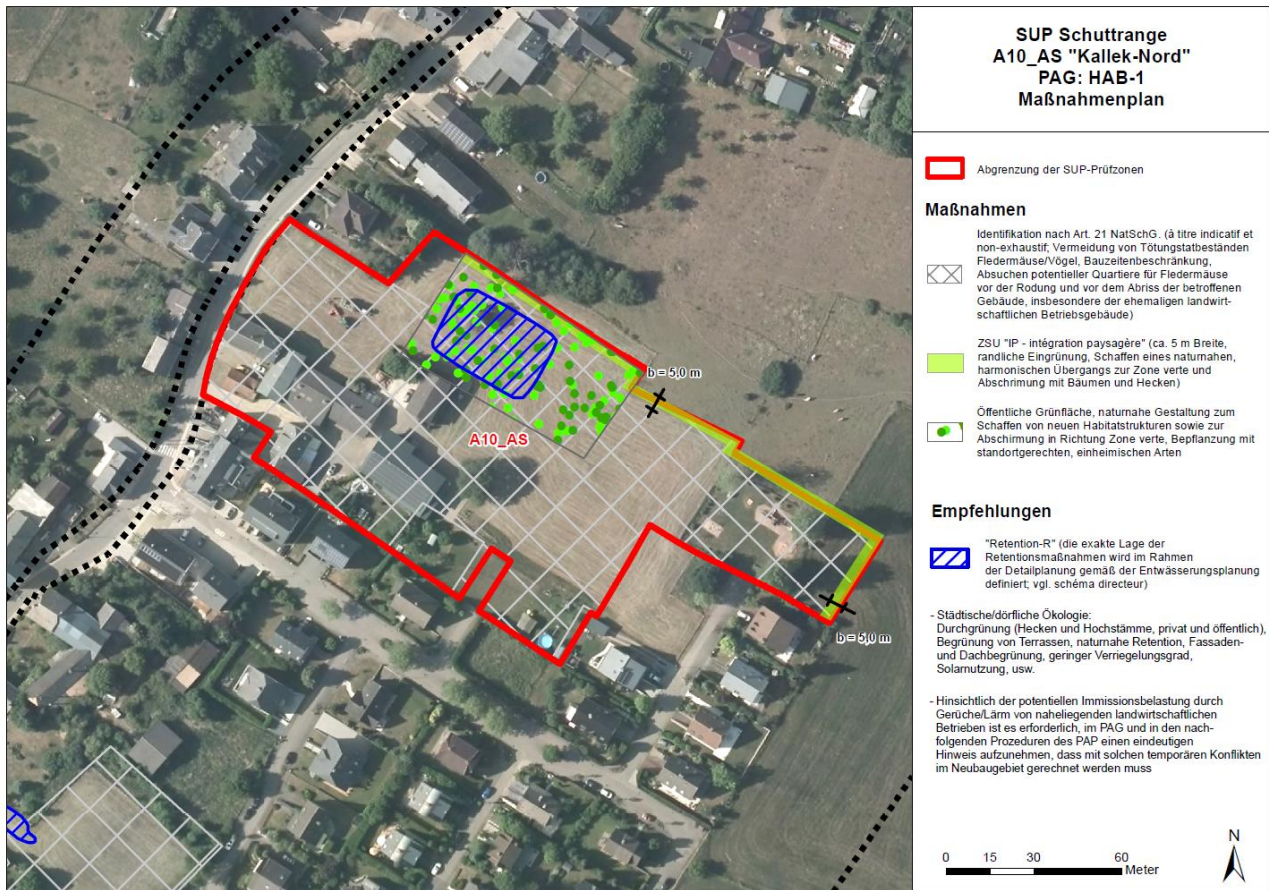 SUP Schuttrange
A10_AS "Kallek-Nord"
PAG: HAB-1
Maßnahmenplan
Abgrenzung der SUP-Prüfzonen
Maßnahmen
Identifikation nach Art. 21 NatSchG. (à titre indicatif et
non-exhaustif; Vermeidung von Tötungstatbeständen
Fledermäuse/Vögel, Bauzeitenbeschränkung,
Absuchen potentieller Quartiere für Fledermäuse
vor der Rodung und vor dem Abriss der betroffenen
Gebäude, insbesondere der ehemaligen landwirt-
schaftlichen Betriebsgebäude)
ZSU "IP - intégration paysagère" (ca. 5 m Breite,
randliche Eingrünung, Schaffen eines naturnahen,
harmonischen Übergangs zur Zone verte und
Abschrimung mit Bäumen und Hecken)
Öffentliche Grünfläche, naturnahe Gestaltung zum
Schaffen von neuen Habitatstrukturen sowie zur
Abschirmung in Richtung Zone verte, Bepflanzung mit
standortgerechten, einheimischen Arten
Empfehlungen
"Retention-R" (die exakte Lage der
Retentionsmaßnahmen wird im Rahmen
der Detailplanung gemäß der Entwässerungsplanung
definiert; vgl. schéma directeur)
- Städtische/dörfliche Ökologie:
Durchgrünung (Hecken und Hochstämme, privat und öffentlich),
Begrünung von Terrassen, naturnahe Retention, Fassaden-
und Dachbegrünung, geringer Verriegelungsgrad,
Solarnutzung, usw.
- Hinsichtlich der potentiellen Immissionsbelastung durch
Gerüche/Lärm von naheliegenden landwirtschaftlichen
Betrieben ist es erforderlich, im PAG und in den nach-
folgenden Prozeduren des PAP einen eindeutigen
Hinweis aufzunehmen, dass mit solchen temporären Konflikten
im Neubaugebiet gerechnet werden muss
0 15 30 60
Meter
N
b = 5,0 m
A10_AS
b = 5,0 m